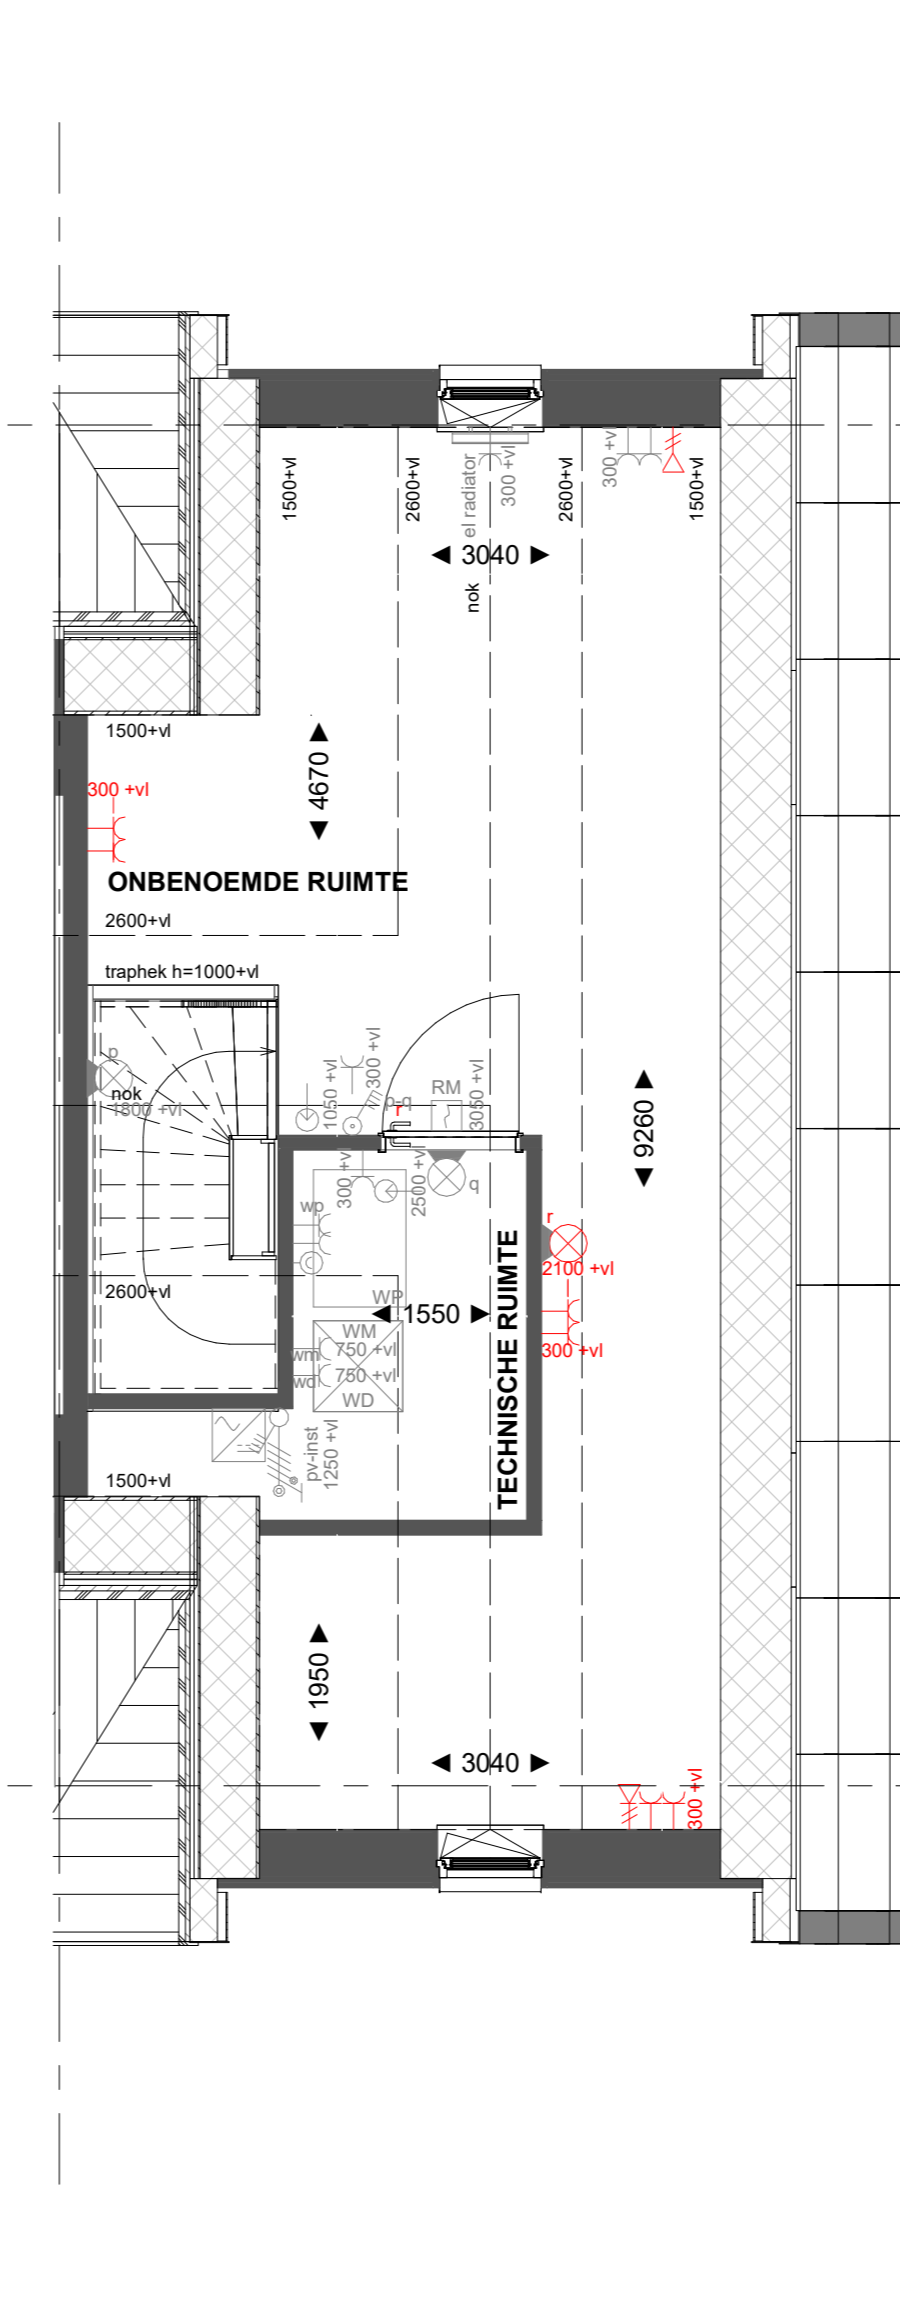 1500+vl
2600+vl
el radiator
300 +vl
2600+vl
300 +vl
1500+vl
3040
nok
1500+vl
4670
300 +vl
ONBENOEMDE RUIMTE
2600+vl
traphek h=1000+vl
p
nok
1800 +vl
1050 +vl
300 +vl
p-q
r
RM
3050 +vl
9260
300 +vl
2500 +vl
q
wp
r
2100 +vl
WP
2600+vl
1550
TECHNISCHE RUIMTE
WM
wm
750 +vl
300 +vl
wd
750 +vl
WD
pv-inst
1250 +vl
1500+vl
1950
3040
300 +vl